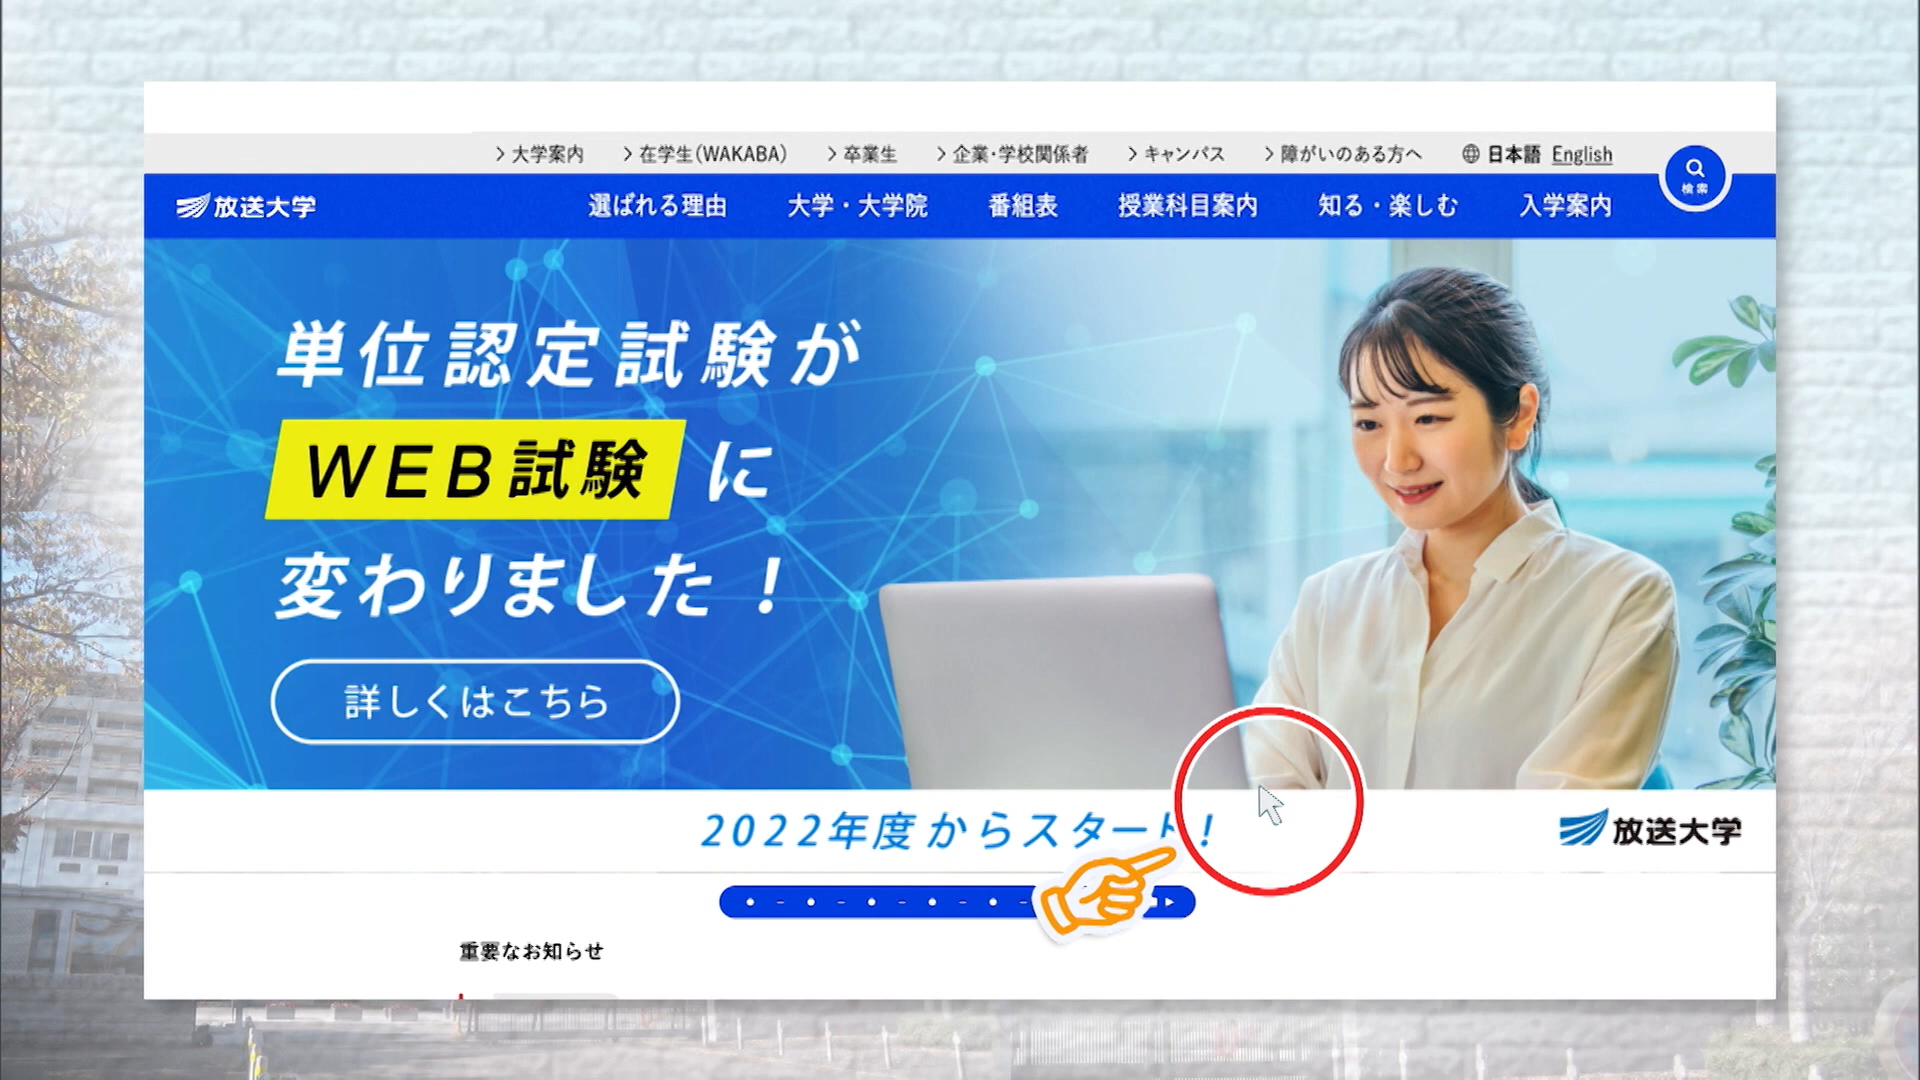 大学案内 在学生(WAKABA) 卒業生 企業・学校関係者 キャンパス 障がいのある方へ 日本語 English
検索
放送大学 選ばれる理由 大学・大学院 番組表 授業科目案内 知る・楽しむ 入学案内
単位認定試験が
WEB試験に
変わりました！
詳しくはこちら
2022年度からスタート！
放送大学
重要なお知らせ